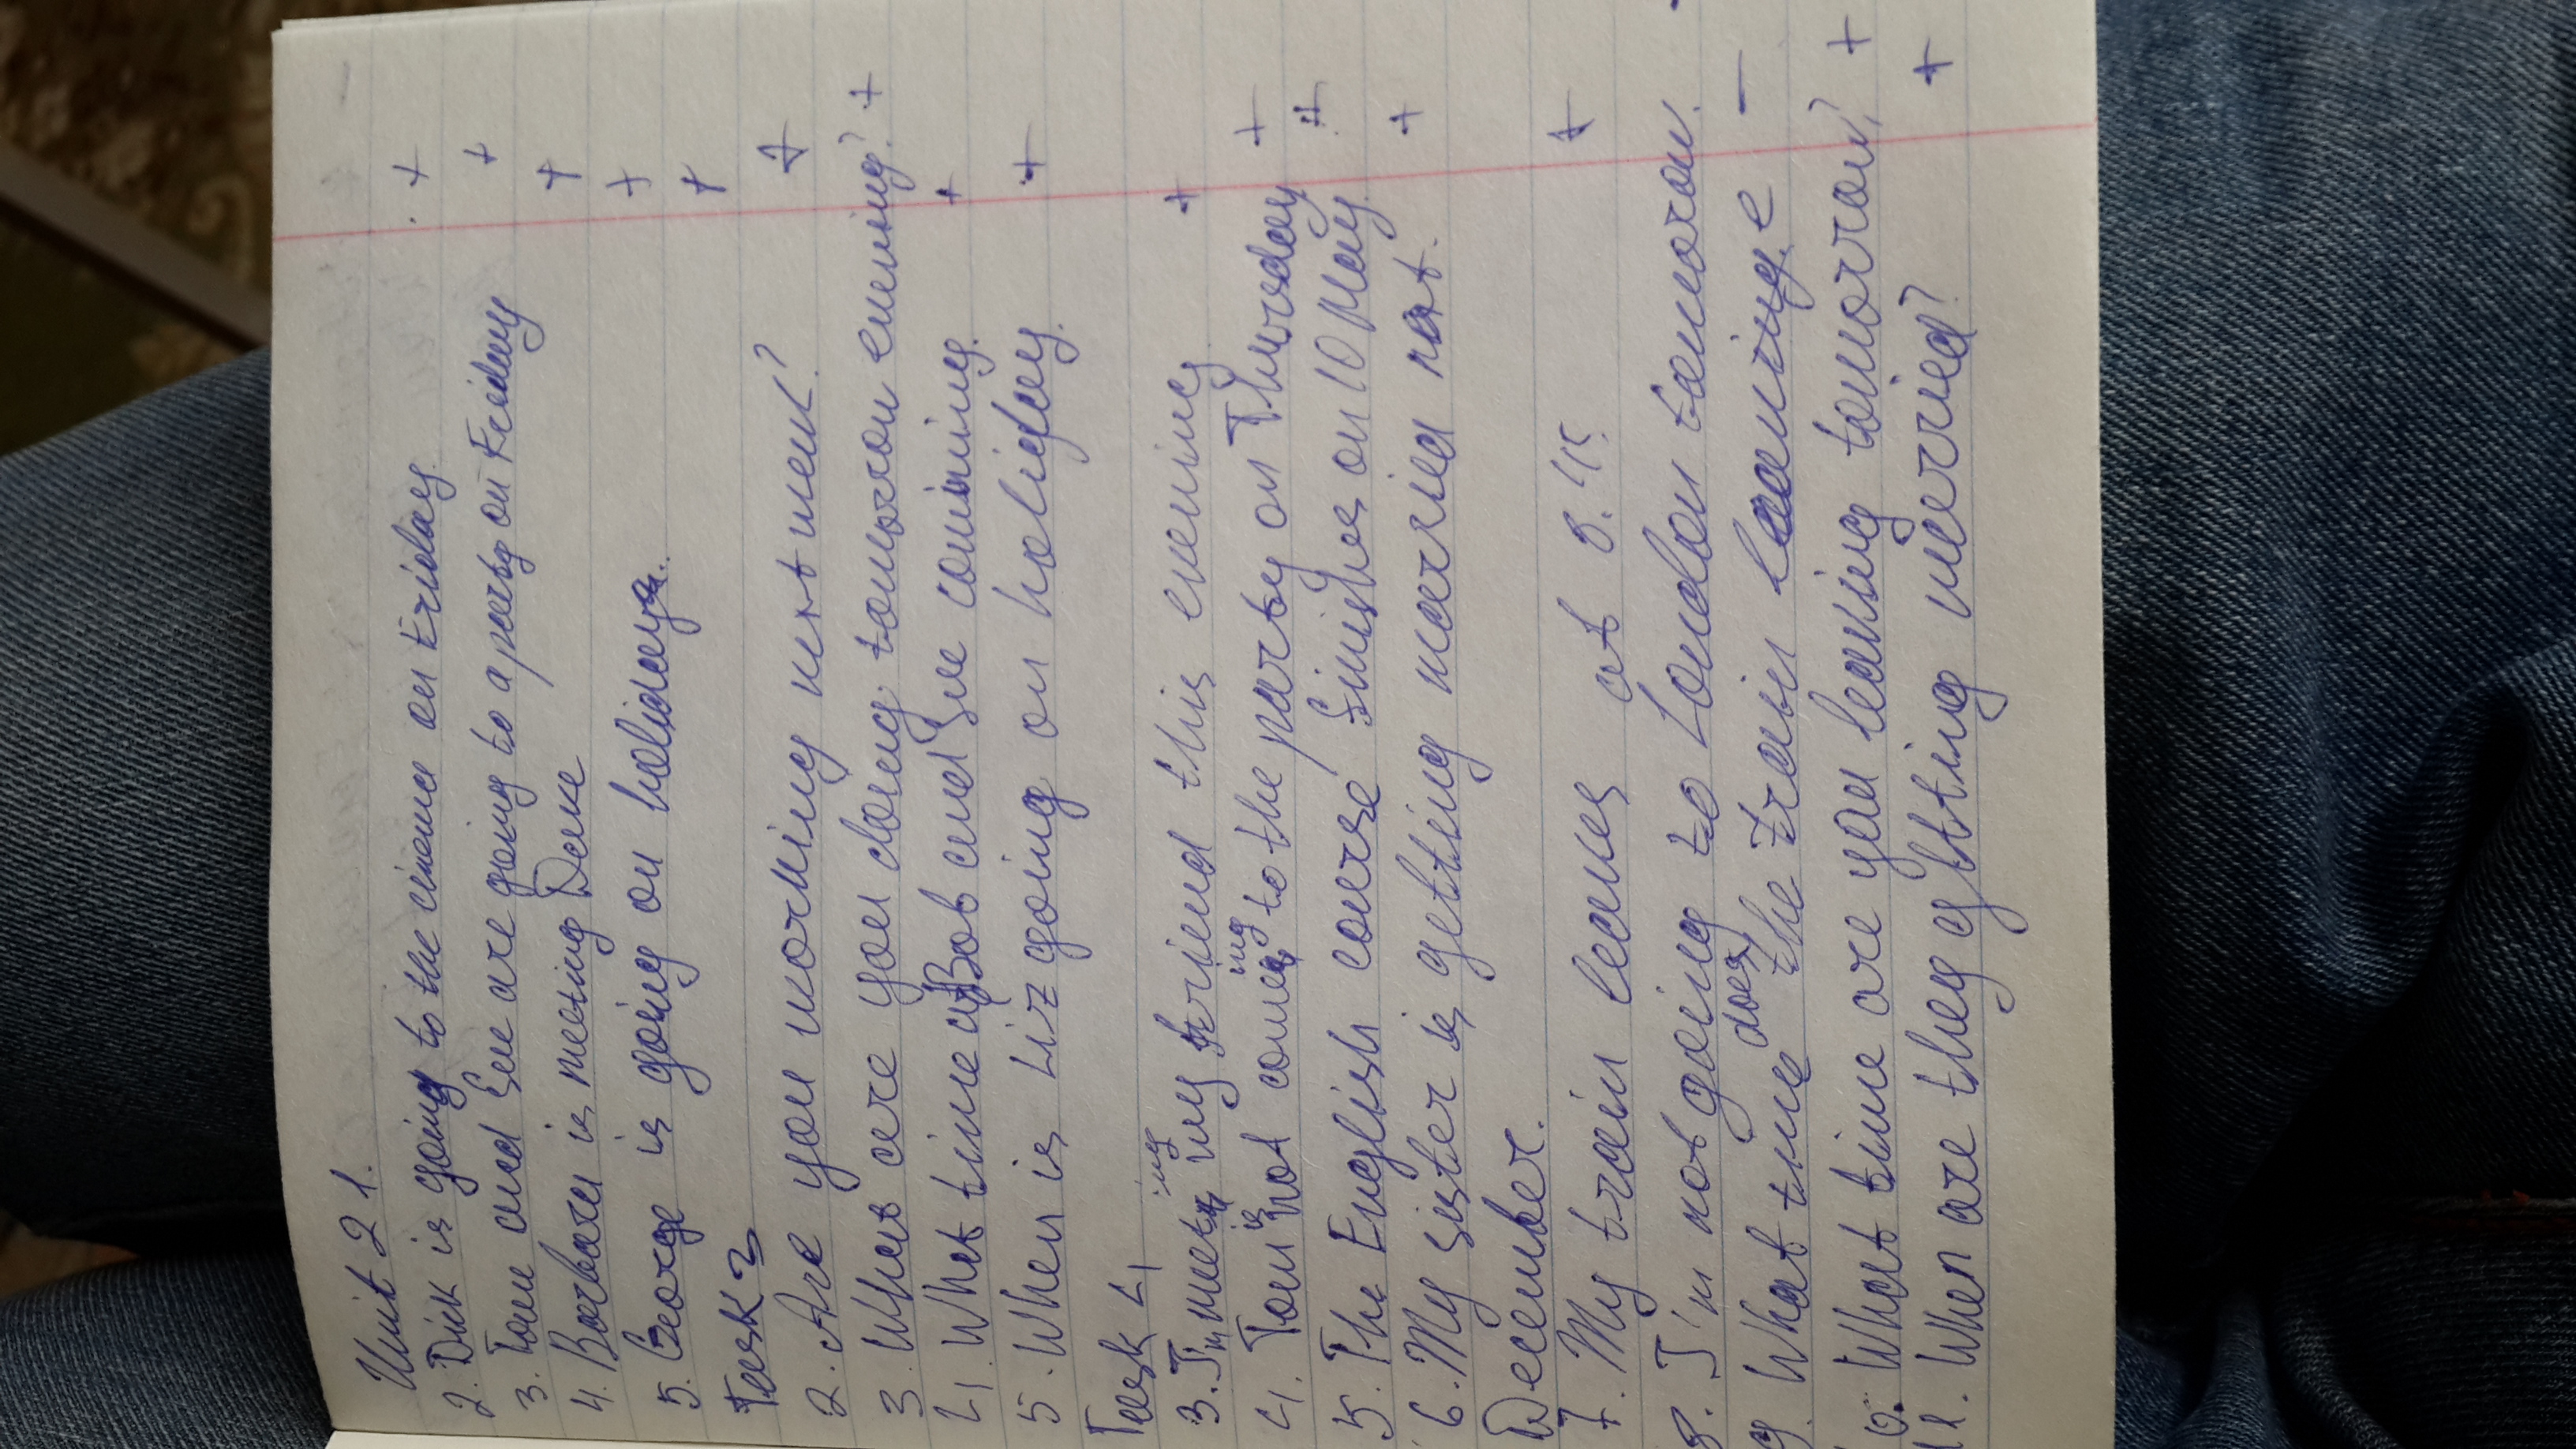 Unit 21.
2. Dick is going to the cinema on Friday. +
3. Tom and Sue are going to a party on Friday +
4. Barbara is meeting Dave +
5. George is going on holiday. +
Task 3 +
2. Are you working next week? +
3. What are you doing tomorrow evening? +
4. What time Bob and Sue comining. +
5. When is Liz going on holiday. +
Task 4
3. I'm meeting my friend this evening +
4. Tom is not coming to the party on Thursday +
5. The English course finishes on 10 May.
6. My sister is getting married next. +
December.
7. My train leaves at 8.45. +
8. I'm not going to London tomorow. -
9. What time does the train leave —
10. What time are you leaving tomorrow? +
11. When are they getting married? +